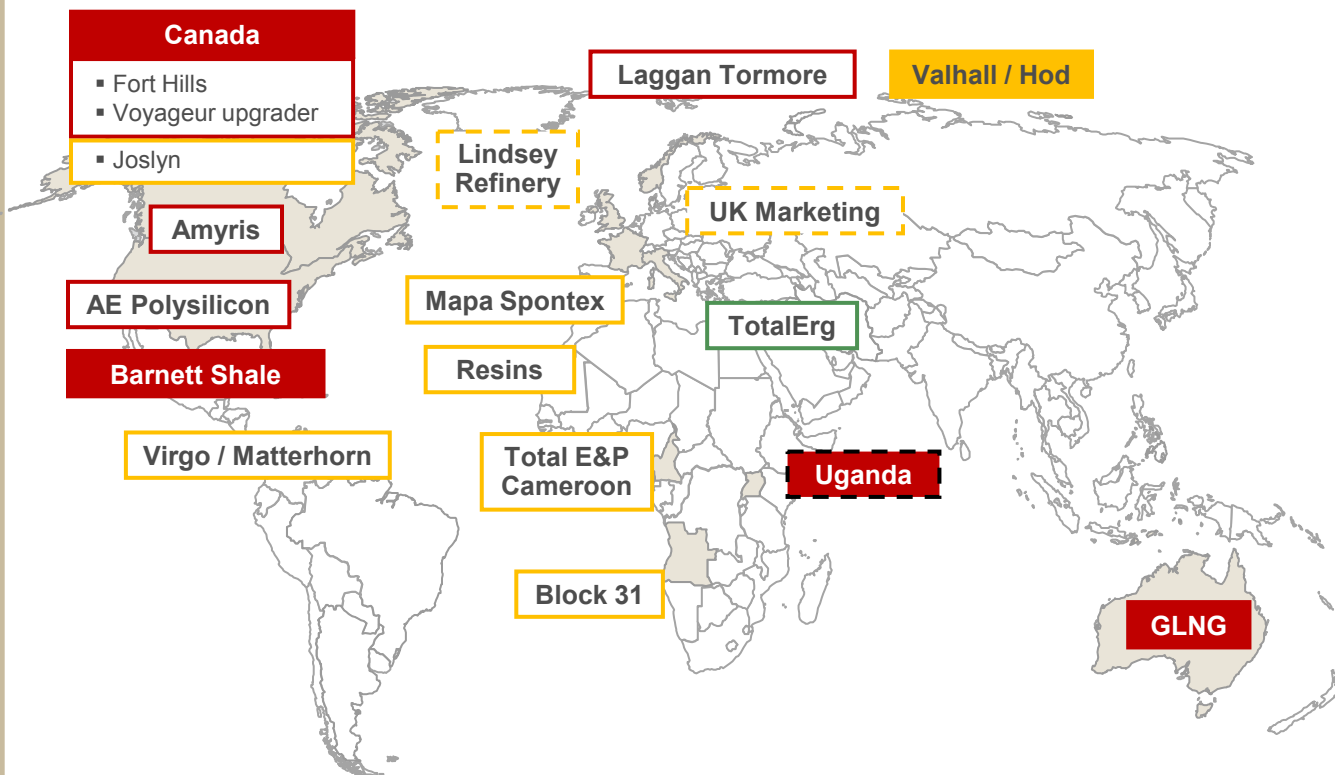 Canada
▪ Fort Hills
▪ Voyageur upgrader
▪ Joslyn
Laggan Tormore
Valhall / Hod
Lindsey
Refinery
UK Marketing
Amyris
AE Polysilicon
Mapa Spontex
TotalErg
Barnett Shale
Resins
Virgo / Matterhorn
Total E&P
Cameroon
Uganda
Block 31
GLNG